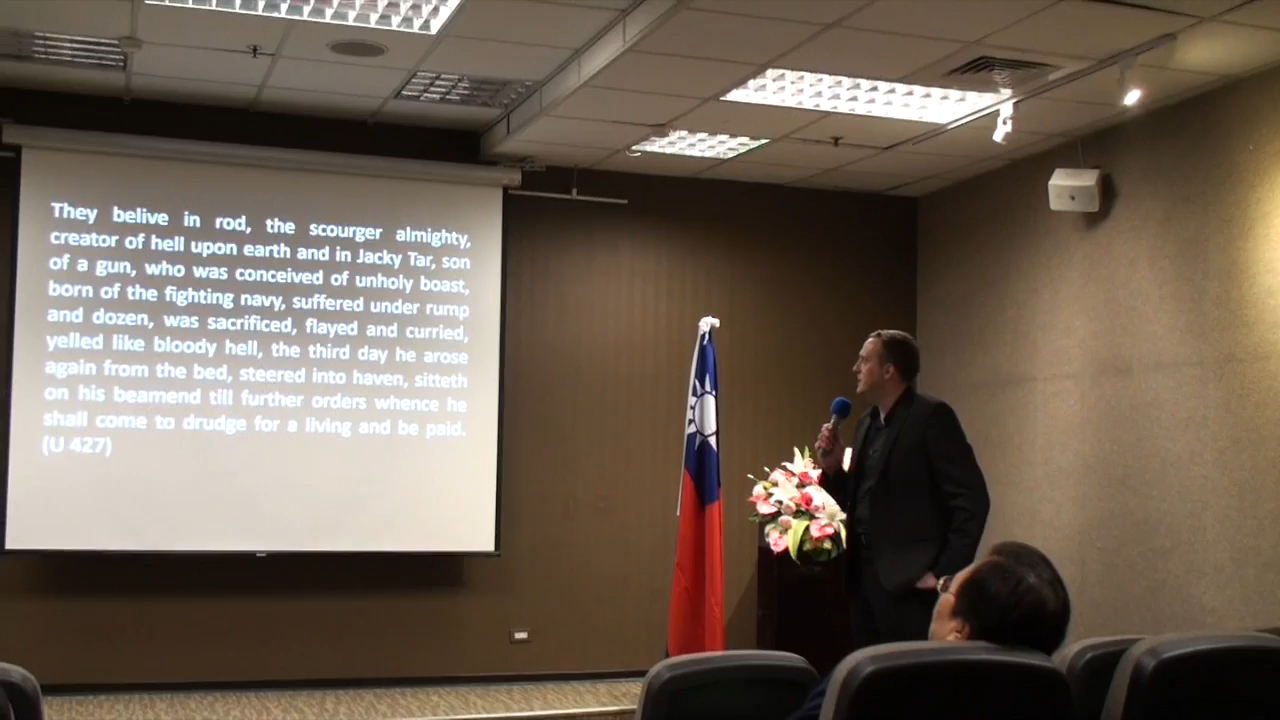 They belive in rod, the scourger almighty,
creator of hell upon earth and in Jacky Tar, son
of a gun, who was conceived of unholy boast,
born of the fighting navy, suffered under rump
and dozen, was sacrificed, flayed and curried,
yelled like bloody hell, the third day he arose
again from the bed, steered into haven, sitteth
on his beamend till further orders whence he
shall come to drudge for a living and be paid.
(U 427)